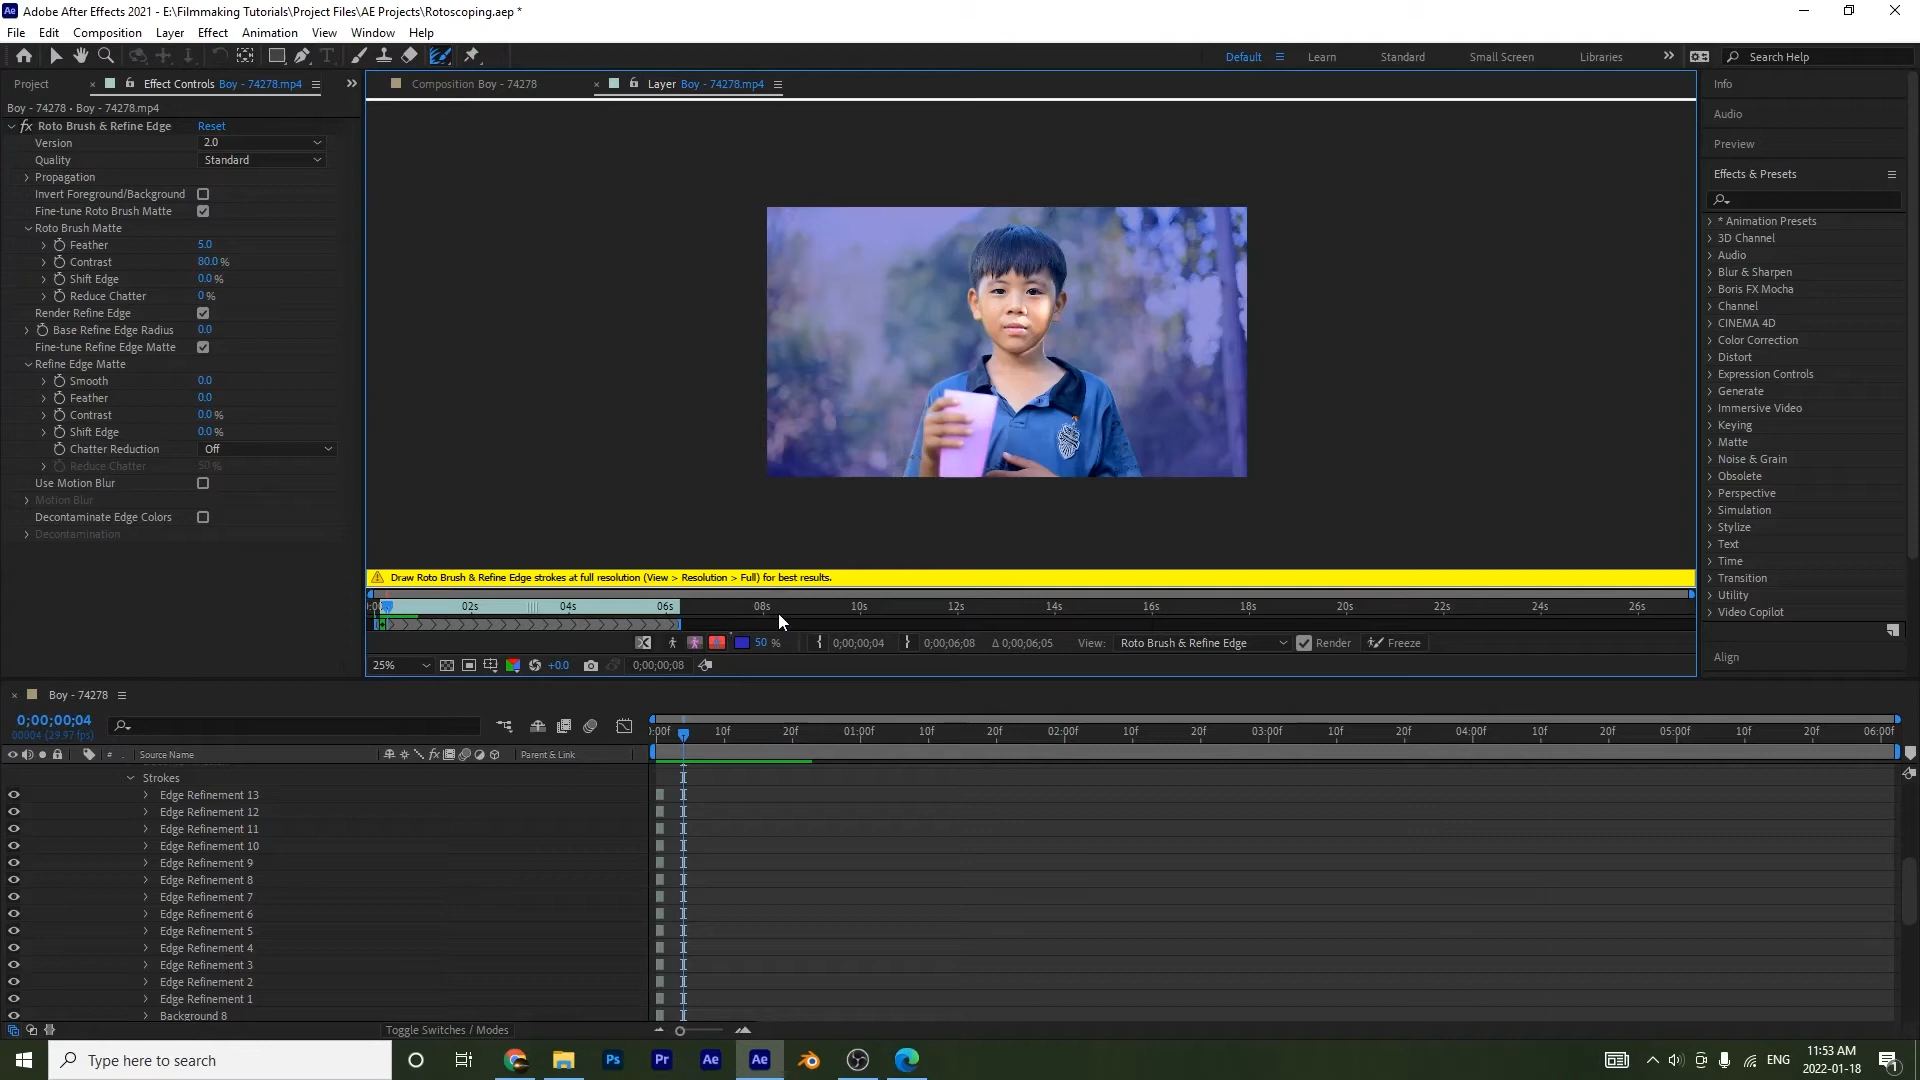 Adobe After Effects 2021 - E:\Filmmaking Tutorials\Project Files\AE Projects\Rotoscoping.aep *
File Edit Composition Layer Effect Animation View Window Help
Default Learn Standard Small Screen Libraries Search Help
Project Effect Controls Boy - 74278.mp4
Composition Boy - 74278
Layer Boy - 74278.mp4
Boy - 74278 • Boy - 74278.mp4
fx Roto Brush & Refine Edge Reset
Version 2.0
Quality Standard
Propagation
Invert Foreground/Background
Fine-tune Roto Brush Matte
Roto Brush Matte
Feather 5.0
Contrast 80.0 %
Shift Edge 0.0 %
Reduce Chatter 0 %
Render Refine Edge
Base Refine Edge Radius 0.0
Fine-tune Refine Edge Matte
Refine Edge Matte
Smooth 0.0
Feather 0.0
Contrast 0.0 %
Shift Edge 0.0 %
Chatter Reduction Off
Reduce Chatter 50 %
Use Motion Blur
Motion Blur
Decontaminate Edge Colors
Decontamination
Draw Roto Brush & Refine Edge strokes at full resolution (View > Resolution > Full) for best results.
02s 04s 06s 08s 10s 12s 14s 16s 18s 20s 22s 24s 26s
50 % 0;00;00;04 0;00;06;08 Δ 0;00;06;05 View: Roto Brush & Refine Edge Render Freeze
25% +0.0 0;00;00;08
Info
Audio
Preview
Effects & Presets
* Animation Presets
3D Channel
Audio
Blur & Sharpen
Boris FX Mocha
Channel
CINEMA 4D
Color Correction
Distort
Expression Controls
Generate
Immersive Video
Keying
Matte
Noise & Grain
Obsolete
Perspective
Simulation
Stylize
Text
Time
Transition
Utility
Video Copilot
Align
Boy - 74278
0;00;00;04
00004 (29.97 fps)
:00f 10f 20f 01:00f 10f 20f 02:00f 10f 20f 03:00f 10f 20f 04:00f 10f 20f 05:00f 10f 20f 06:00f
# Source Name fx Parent & Link
Strokes
Edge Refinement 13
Edge Refinement 12
Edge Refinement 11
Edge Refinement 10
Edge Refinement 9
Edge Refinement 8
Edge Refinement 7
Edge Refinement 6
Edge Refinement 5
Edge Refinement 4
Edge Refinement 3
Edge Refinement 2
Edge Refinement 1
Background 8
Toggle Switches / Modes
Type here to search
Ps Pr Ae Ae
ENG
11:53 AM
2022-01-18
1